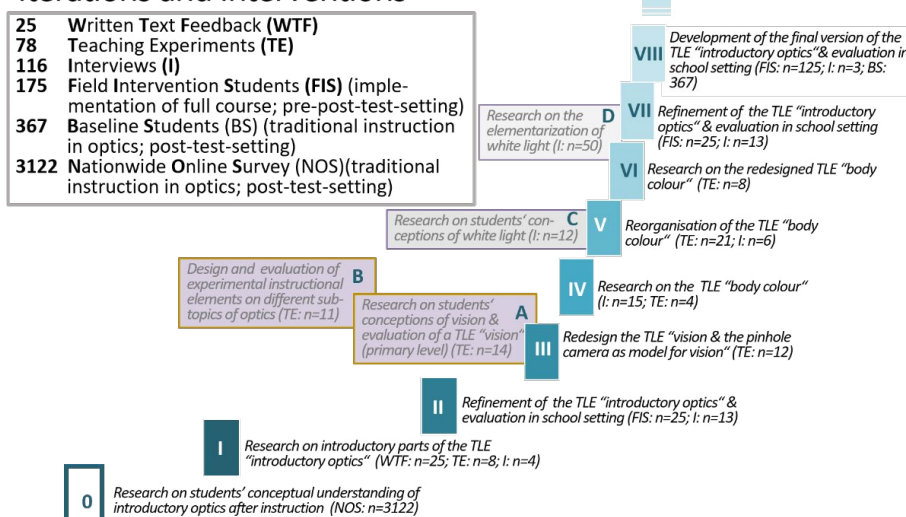 25 Written Text Feedback (WTF)
78 Teaching Experiments (TE)
116 Interviews (I)
175 Field Intervention Students (FIS) (imple-
mentation of full course; pre-post-test-setting)
367 Baseline Students (BS) (traditional instruction
in optics; post-test-setting)
3122 Nationwide Online Survey (NOS)(traditional
instruction in optics; post-test-setting)
VIII
Development of the final version of the
TLE "introductory optics"& evaluation in
school setting (FIS: n=125; I: n=3; BS:
367)
Research on the D
elementarization of
white light (I: n=50)
VII
Refinement of the TLE "introductory
optics" & evaluation in school setting
(FIS: n=25; I: n=13)
VI
Research on the redesigned TLE "body
colour" (TE: n=8)
Research on students' con- C
ceptions of white light (I: n=12)
V
Reorganisation of the TLE "body
colour" (TE: n=21; I: n=6)
Design and evaluation of
experimental instructional B
elements on different sub-
topics of optics (TE: n=11)
IV
Research on the TLE "body colour"
(I: n=15; TE: n=4)
Research on students'
conceptions of vision & A
evaluation of a TLE "vision"
(primary level) (TE: n=14)
III
Redesign the TLE "vision & the pinhole
camera as model for vision" (TE: n=12)
II
Refinement of the TLE "introductory optics" &
evaluation in school setting (FIS: n=25; I: n=13)
I
Research on introductory parts of the TLE
"introductory optics" (WTF: n=25; TE: n=8; I: n=4)
0
Research on students' conceptual understanding of
introductory optics after instruction (NOS: n=3122)